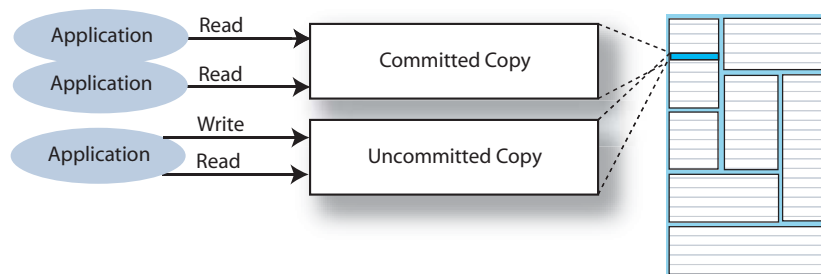 Application
Read
Committed Copy
Application
Read
Application
Write
Read
Uncommitted Copy